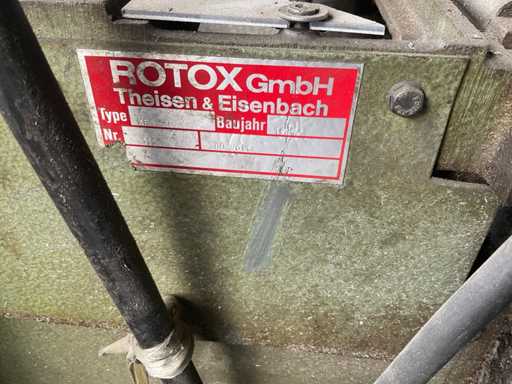 ROTOX GmbH
Theisen & Eisenbach
Type Baujahr
Nr.